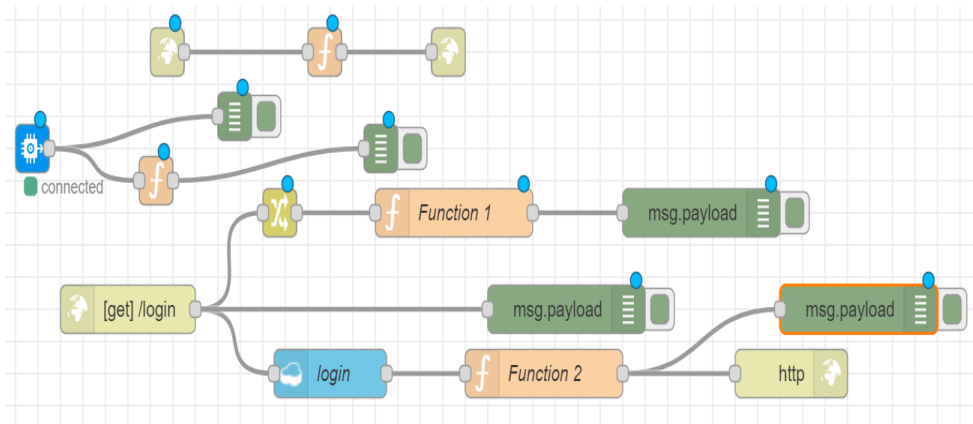 connected
Function 1
msg.payload
[get] /login
msg.payload
msg.payload
login
Function 2
http